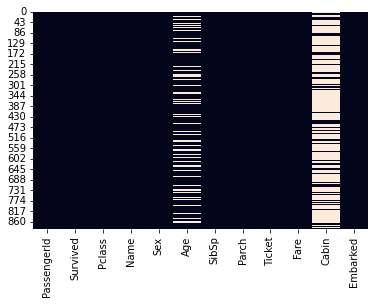 0
43
86
129
172
215
258
301
344
387
430
473
516
559
602
645
688
731
774
817
860
PassengerId
Survived
Pclass
Name
Sex
Age
SibSp
Parch
Ticket
Fare
Cabin
Embarked